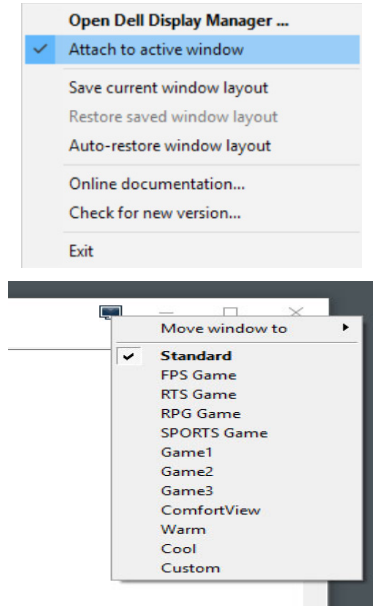 Open Dell Display Manager ...
Attach to active window
Save current window layout
Restore saved window layout
Auto-restore window layout
Online documentation...
Check for new version...
Exit
Move window to
Standard
FPS Game
RTS Game
RPG Game
SPORTS Game
Game1
Game2
Game3
ComfortView
Warm
Cool
Custom